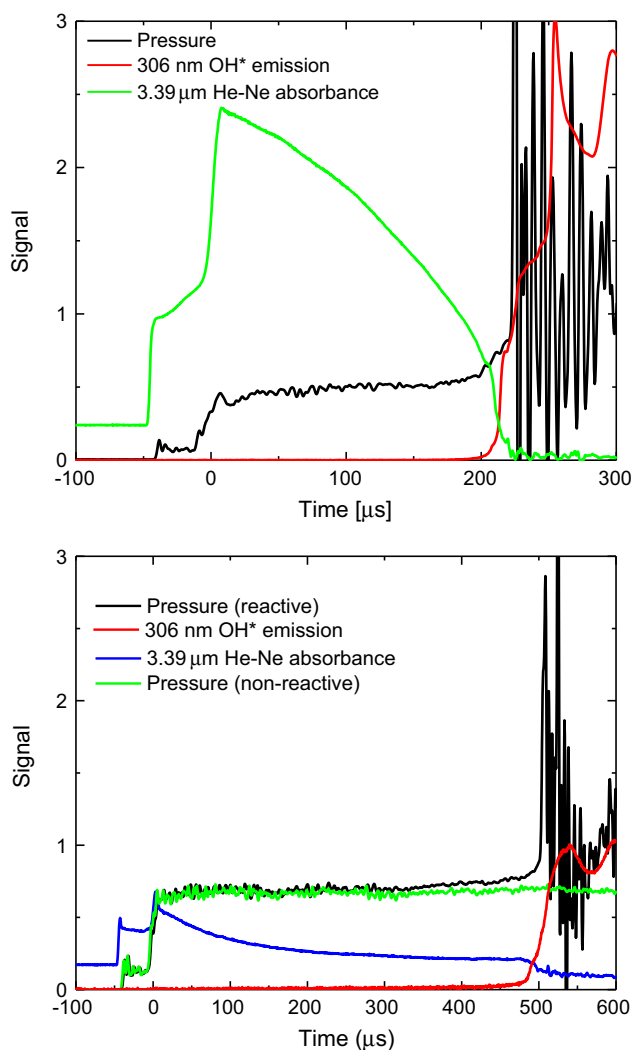 3
Pressure
306 nm OH* emission
3.39 μm He-Ne absorbance
2
Signal
1
0
-100 0 100 200 300
Time [μs]
3
Pressure (reactive)
306 nm OH* emission
3.39 μm He-Ne absorbance
Pressure (non-reactive)
2
Signal
1
0
-100 0 100 200 300 400 500 600
Time (μs)